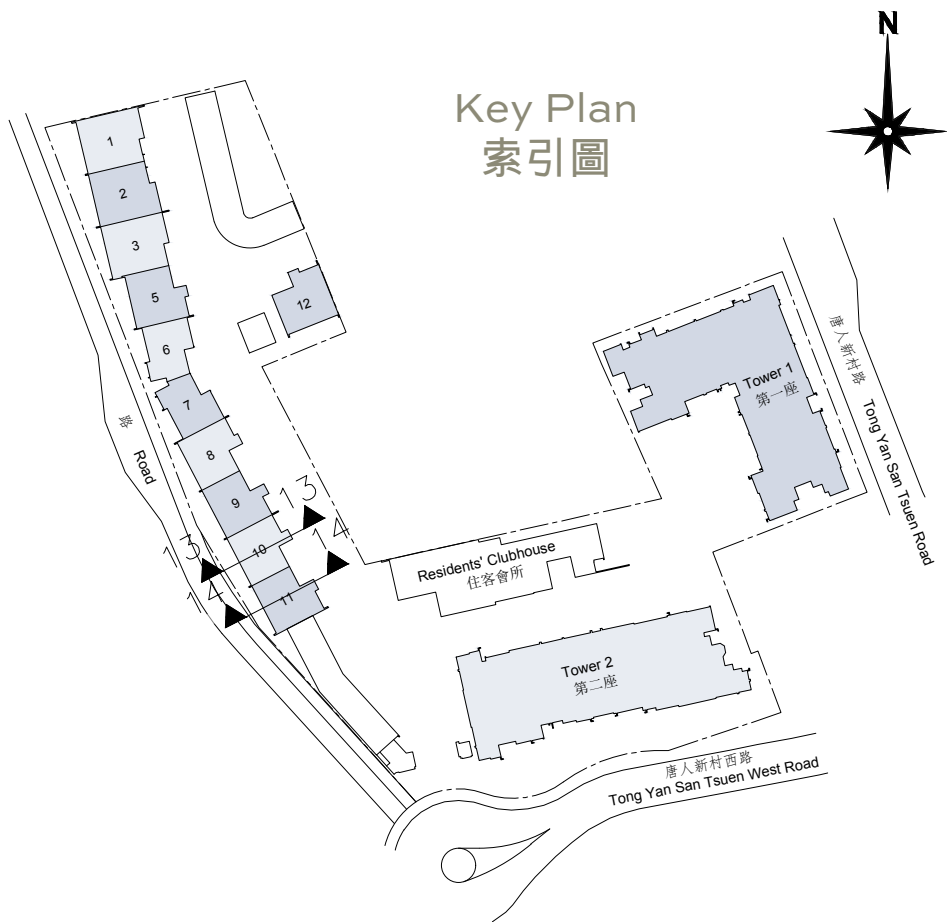 N
Key Plan
索引圖
1
2
3
5
12
6
7
8
9
10
11
13
13
14
14
路
Road
Tower 1
第一座
唐人新村路 Tong Yan San Tsuen Road
Residents' Clubhouse
住客會所
Tower 2
第二座
唐人新村西路
Tong Yan San Tsuen West Road